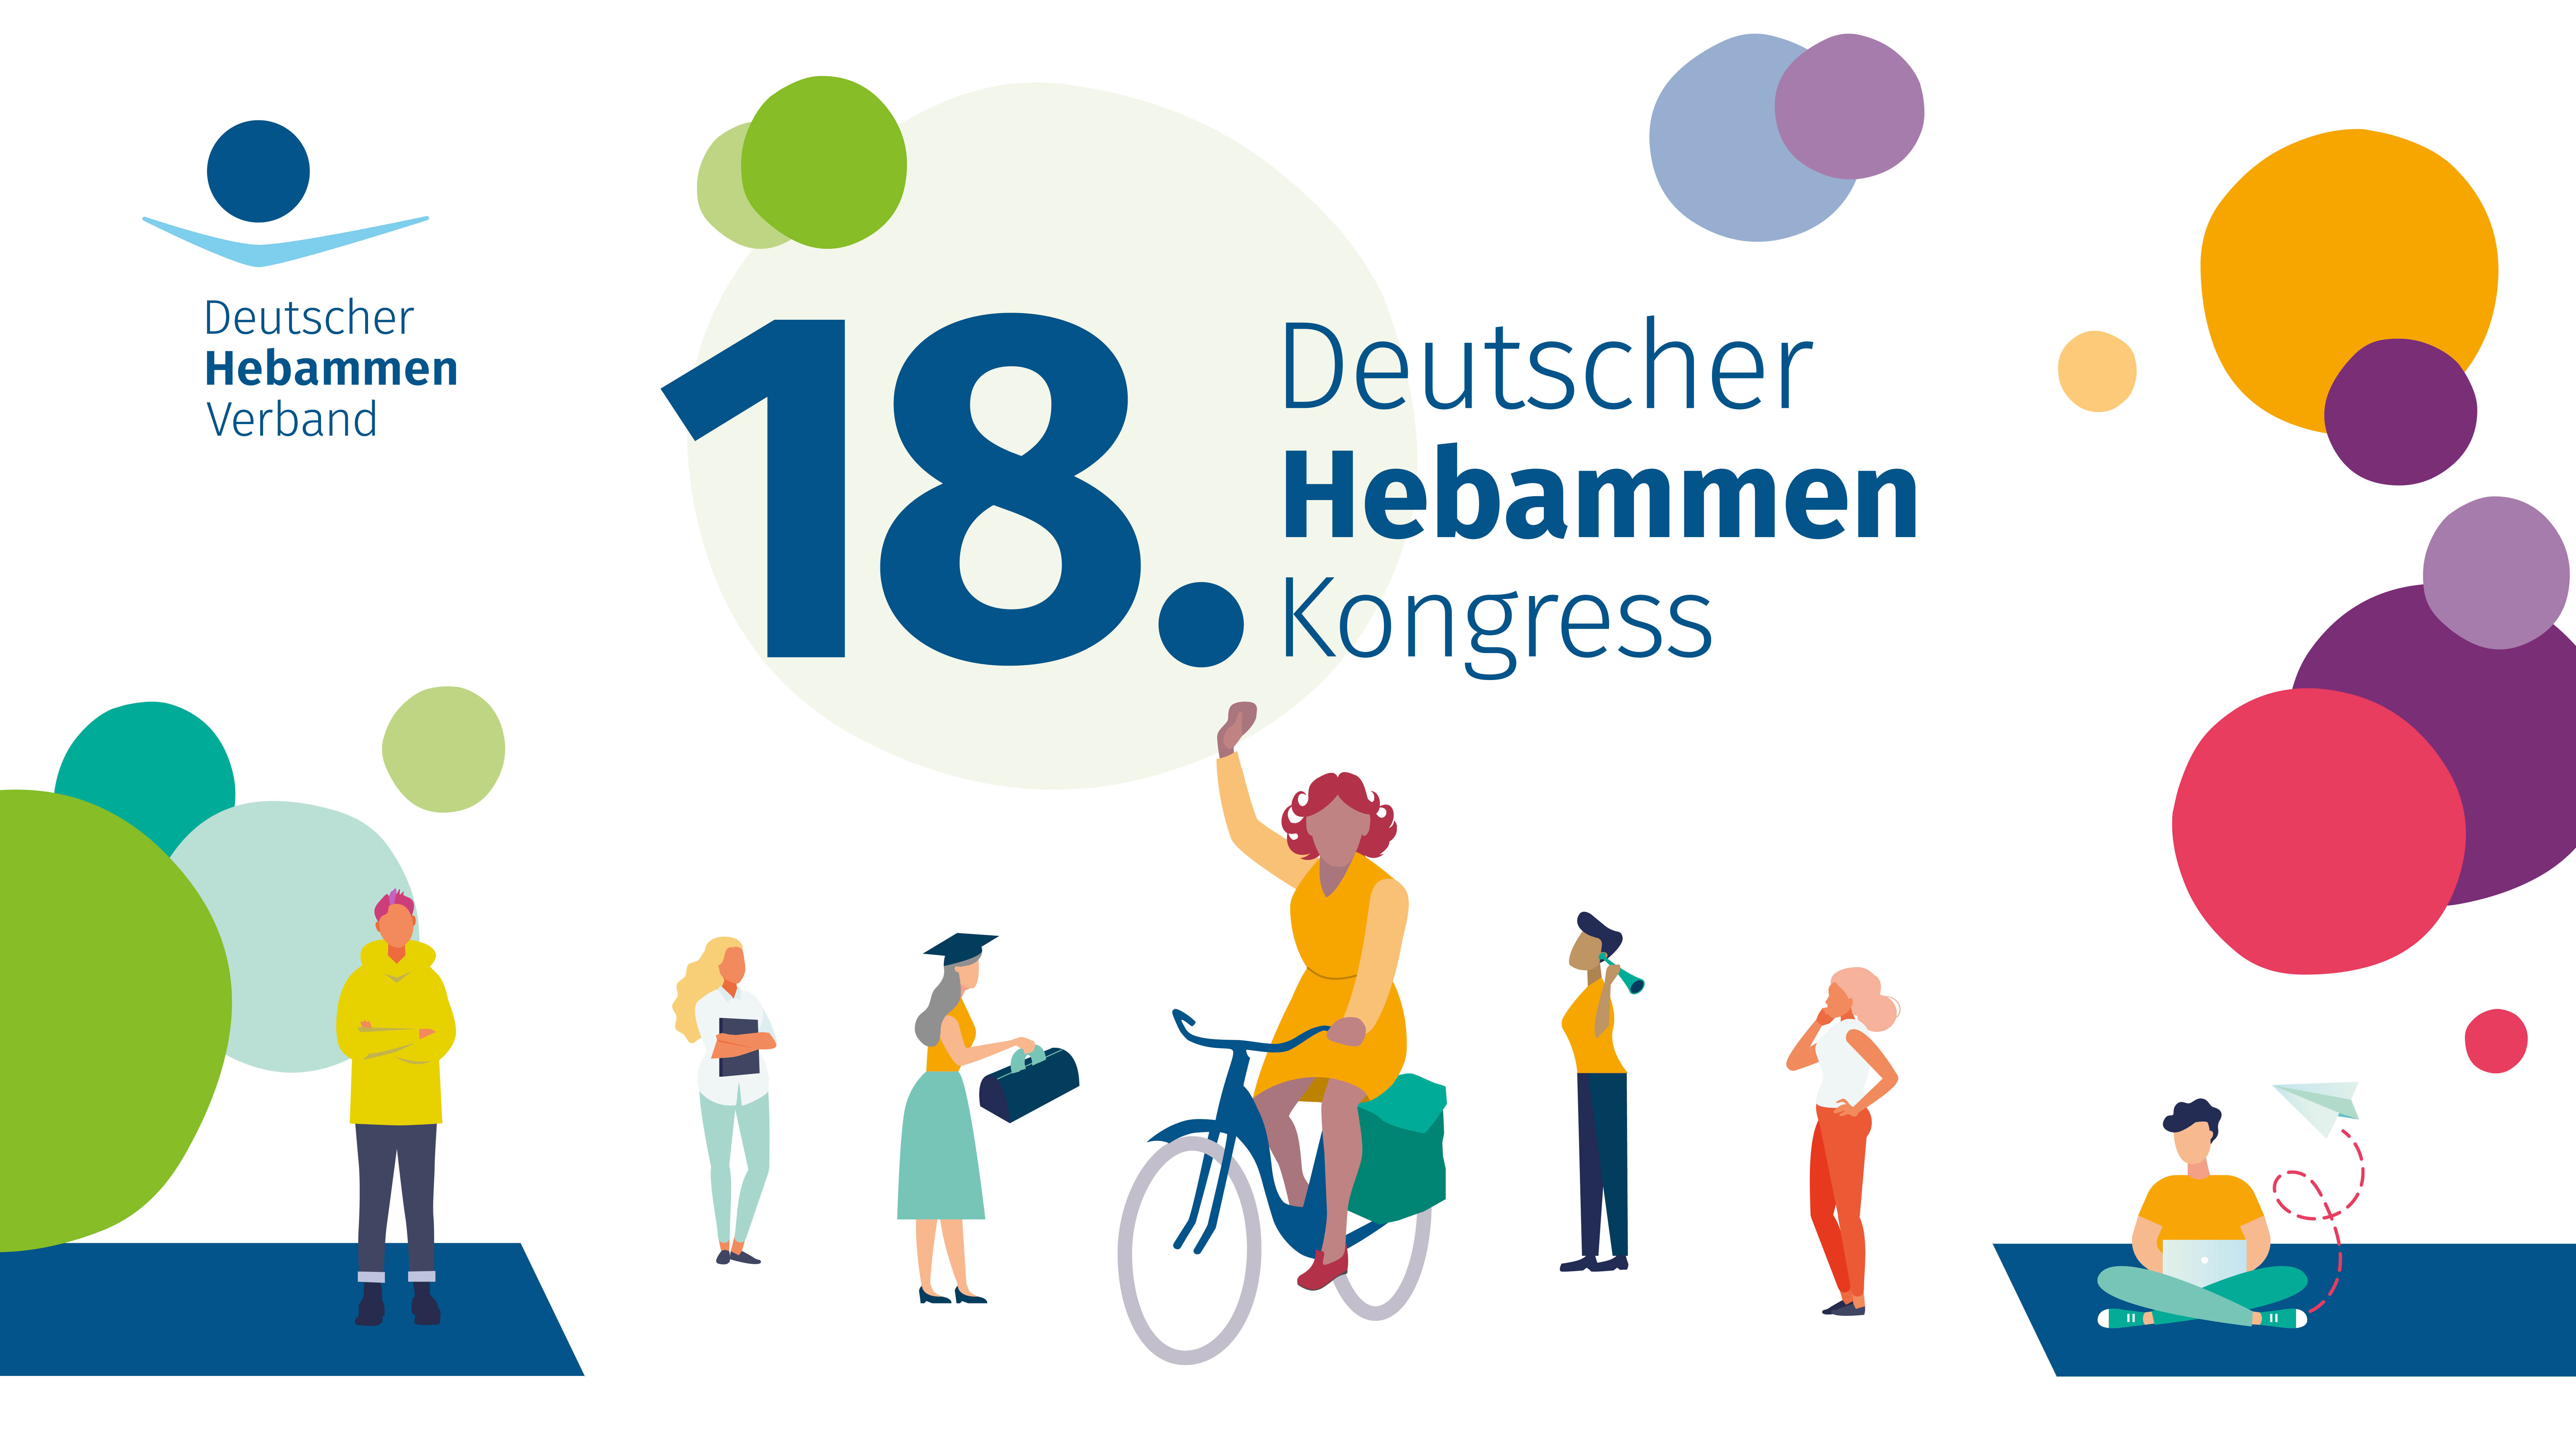 Deutscher
Hebammen
Verband
18.
Deutscher
Hebammen
Kongress